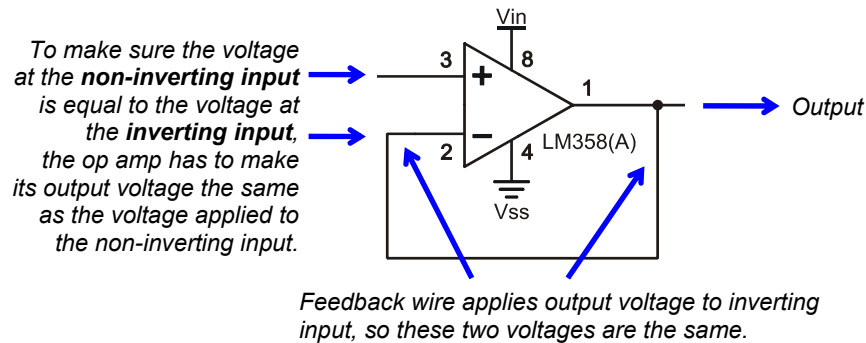 To make sure the voltage
at the non-inverting input
is equal to the voltage at
the inverting input,
the op amp has to make
its output voltage the same
as the voltage applied to
the non-inverting input.
Vin
8
3
+
1
Output
−
2
4
LM358(A)
Vss
Feedback wire applies output voltage to inverting
input, so these two voltages are the same.